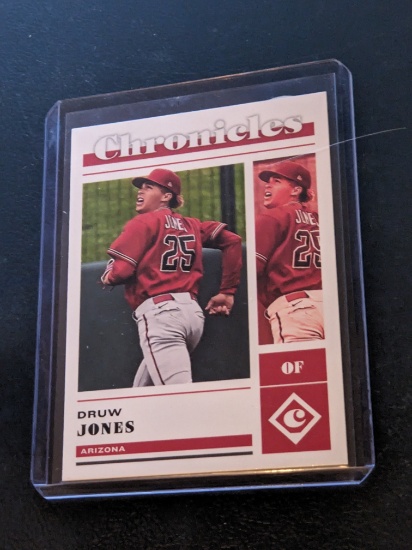 Chronicles
JONES
25
JONES
25
OF
C
DRUW
JONES
ARIZONA